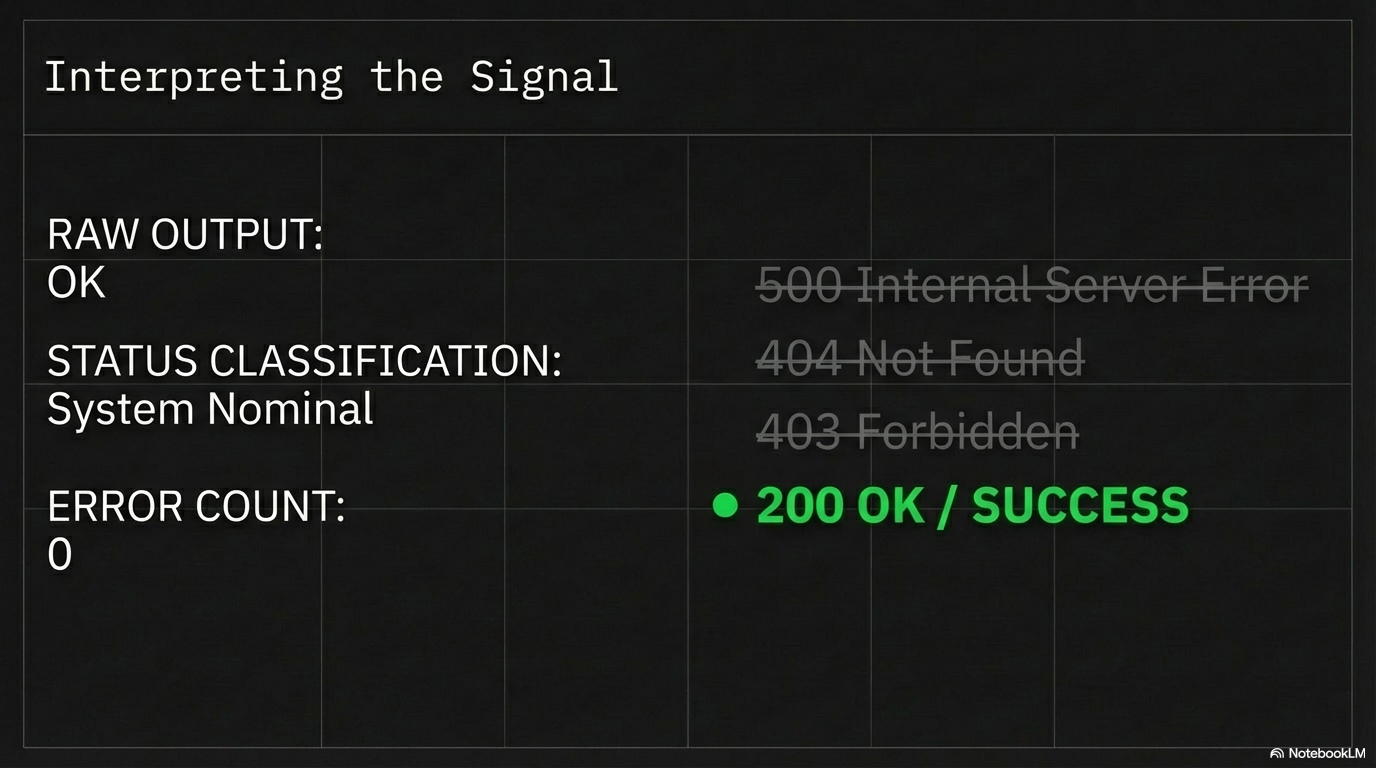 Interpreting the Signal
RAW OUTPUT:
OK
STATUS CLASSIFICATION:
System Nominal
ERROR COUNT:
0
500 Internal Server Error
404 Not Found
403 Forbidden
200 OK / SUCCESS
NotebookLM